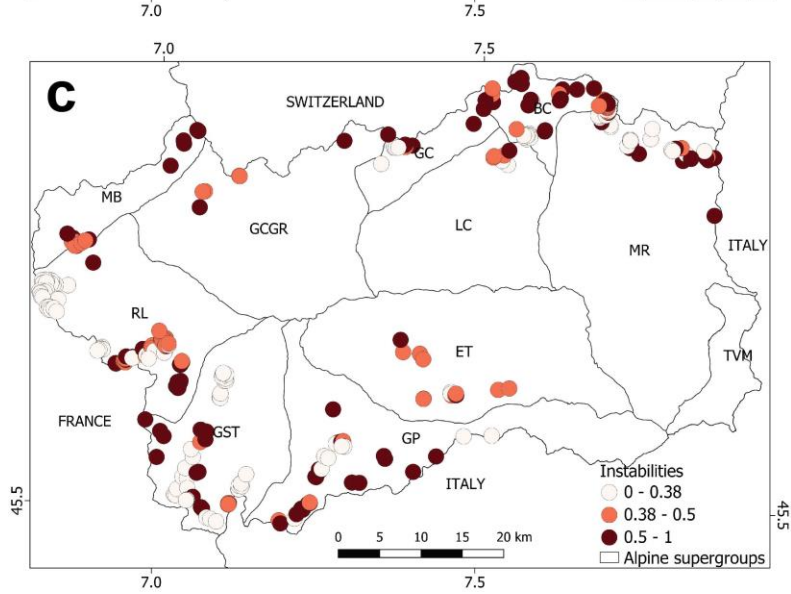 7.0 7.5
7.0 7.5
C
SWITZERLAND
BC
GC
MB
GCGR
LC
MR
ITALY
RL
ET
TVM
FRANCE
GST
GP
ITALY
Instabilities
0 - 0.38
0.38 - 0.5
0.5 - 1
Alpine supergroups
0 5 10 15 20 km
45.5
45.5
7.0 7.5